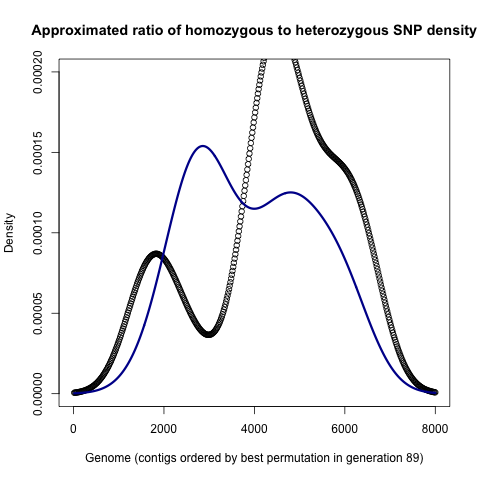 Approximated ratio of homozygous to heterozygous SNP density
0.00020
0.00015
0.00010
0.00005
0.00000
Density
0 2000 4000 6000 8000
Genome (contigs ordered by best permutation in generation 89)